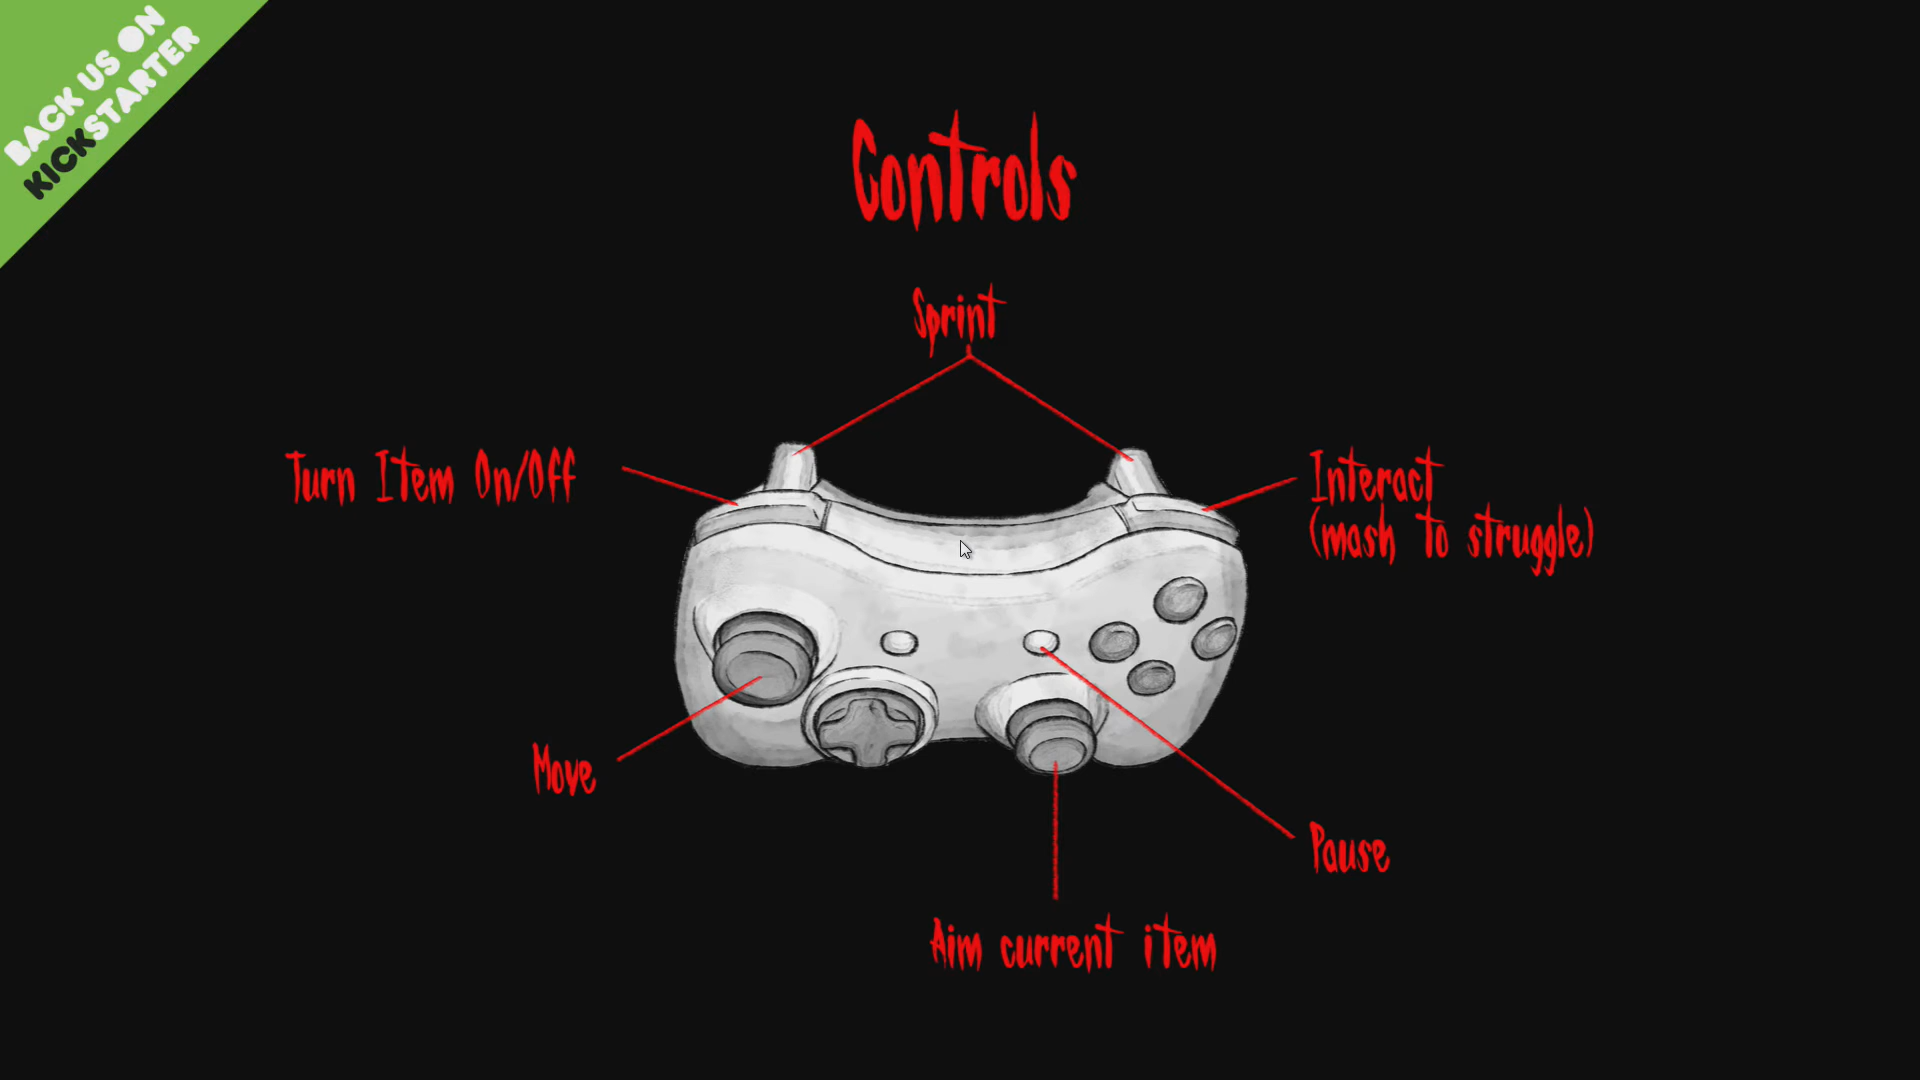 BACK US ON
KICKSTARTER
Controls
Sprint
Turn Item On/Off
Interact
(mash to struggle)
Move
Pause
Aim current item